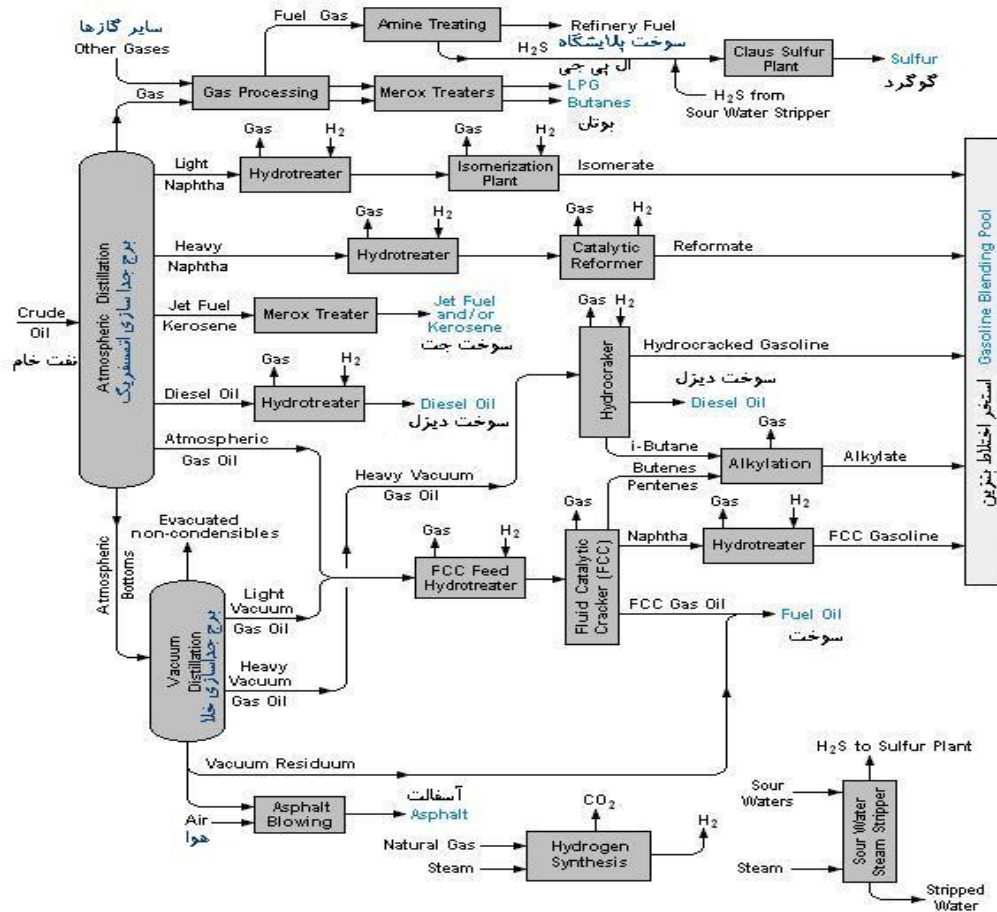 سایر گازها
Other Gases
Gas
Fuel Gas
Amine Treating
Refinery Fuel
سوخت پلایشگاه
H2S
ال پی جی
Claus Sulfur
Plant
Sulfur
گوگرد
Gas Processing
Merox Treaters
LPG
Butanes
بوتان
H2S from
Sour Water Stripper
Light
Naphtha
Gas
H2
Hydrotreater
Gas
H2
Isomerization
Plant
Isomerate
Heavy
Naphtha
Gas
H2
Hydrotreater
Gas
H2
Catalytic
Reformer
Reformate
Crude
Oil
نفت خام
Atmospheric Distillation
برج جداسازی اتمسفریک
Jet Fuel
Kerosene
Merox Treater
Jet Fuel
and/or
Kerosene
سوخت جت
Gas
H2
Hydrocraker
Hydrocracked Gasoline
سوخت دیزل
Diesel Oil
Diesel Oil
Gas
H2
Hydrotreater
Diesel Oil
سوخت دیزل
Atmospheric
Gas Oil
i-Butane
Butenes
Pentenes
Gas
Alkylation
Alkylate
Gasoline Blending Pool
استخر اختلاط بنزین
Heavy Vacuum
Gas Oil
Evacuated
non-condensibles
Atmospheric
Bottoms
Gas
H2
FCC Feed
Hydrotreater
Gas
Fluid Catalytic
Cracker (FCC)
Naphtha
Gas
H2
Hydrotreater
FCC Gasoline
FCC Gas Oil
Fuel Oil
سوخت
Vacuum
Distillation
برج جداسازی خلا
Light
Vacuum
Gas Oil
Heavy
Vacuum
Gas Oil
Vacuum Residuum
Air
هوا
Asphalt
Blowing
آسفالت
Asphalt
Natural Gas
Steam
CO2
Hydrogen
Synthesis
H2
H2S to Sulfur Plant
Sour
Waters
Steam
Sour Water
Steam Stripper
Stripped
Water